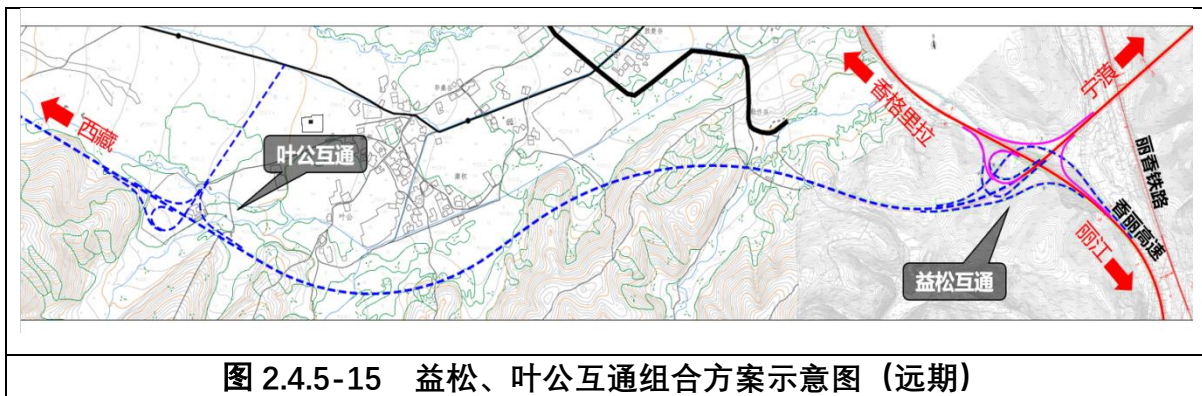 西藏
叶公互通
叶公
香格里拉
宁蒗
丽香铁路
香丽高速
丽江
益松互通
图 2.4.5-15 益松、叶公互通组合方案示意图（远期）